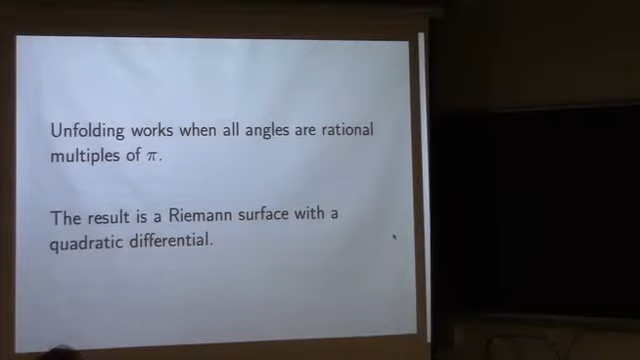 Unfolding works when all angles are rational
multiples of π.
The result is a Riemann surface with a
quadratic differential.